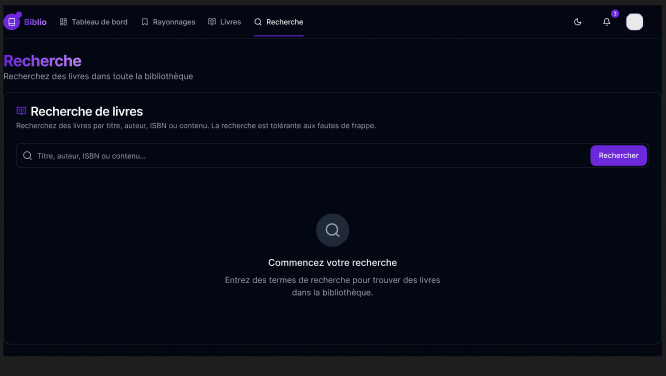 Biblio
Tableau de bord
Rayonnages
Livres
Recherche
3
Recherche
Recherchez des livres dans toute la bibliothèque
Recherche de livres
Recherchez des livres par titre, auteur, ISBN ou contenu. La recherche est tolérante aux fautes de frappe.
Titre, auteur, ISBN ou contenu...
Rechercher
Commencez votre recherche
Entrez des termes de recherche pour trouver des livres
dans la bibliothèque.